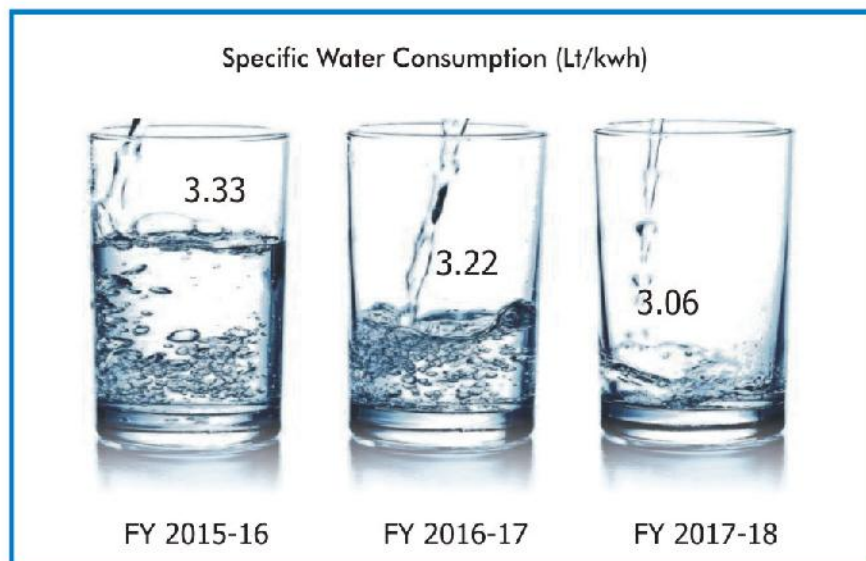 Specific Water Consumption (Lt/kwh)
3.33
3.22
3.06
FY 2015-16
FY 2016-17
FY 2017-18